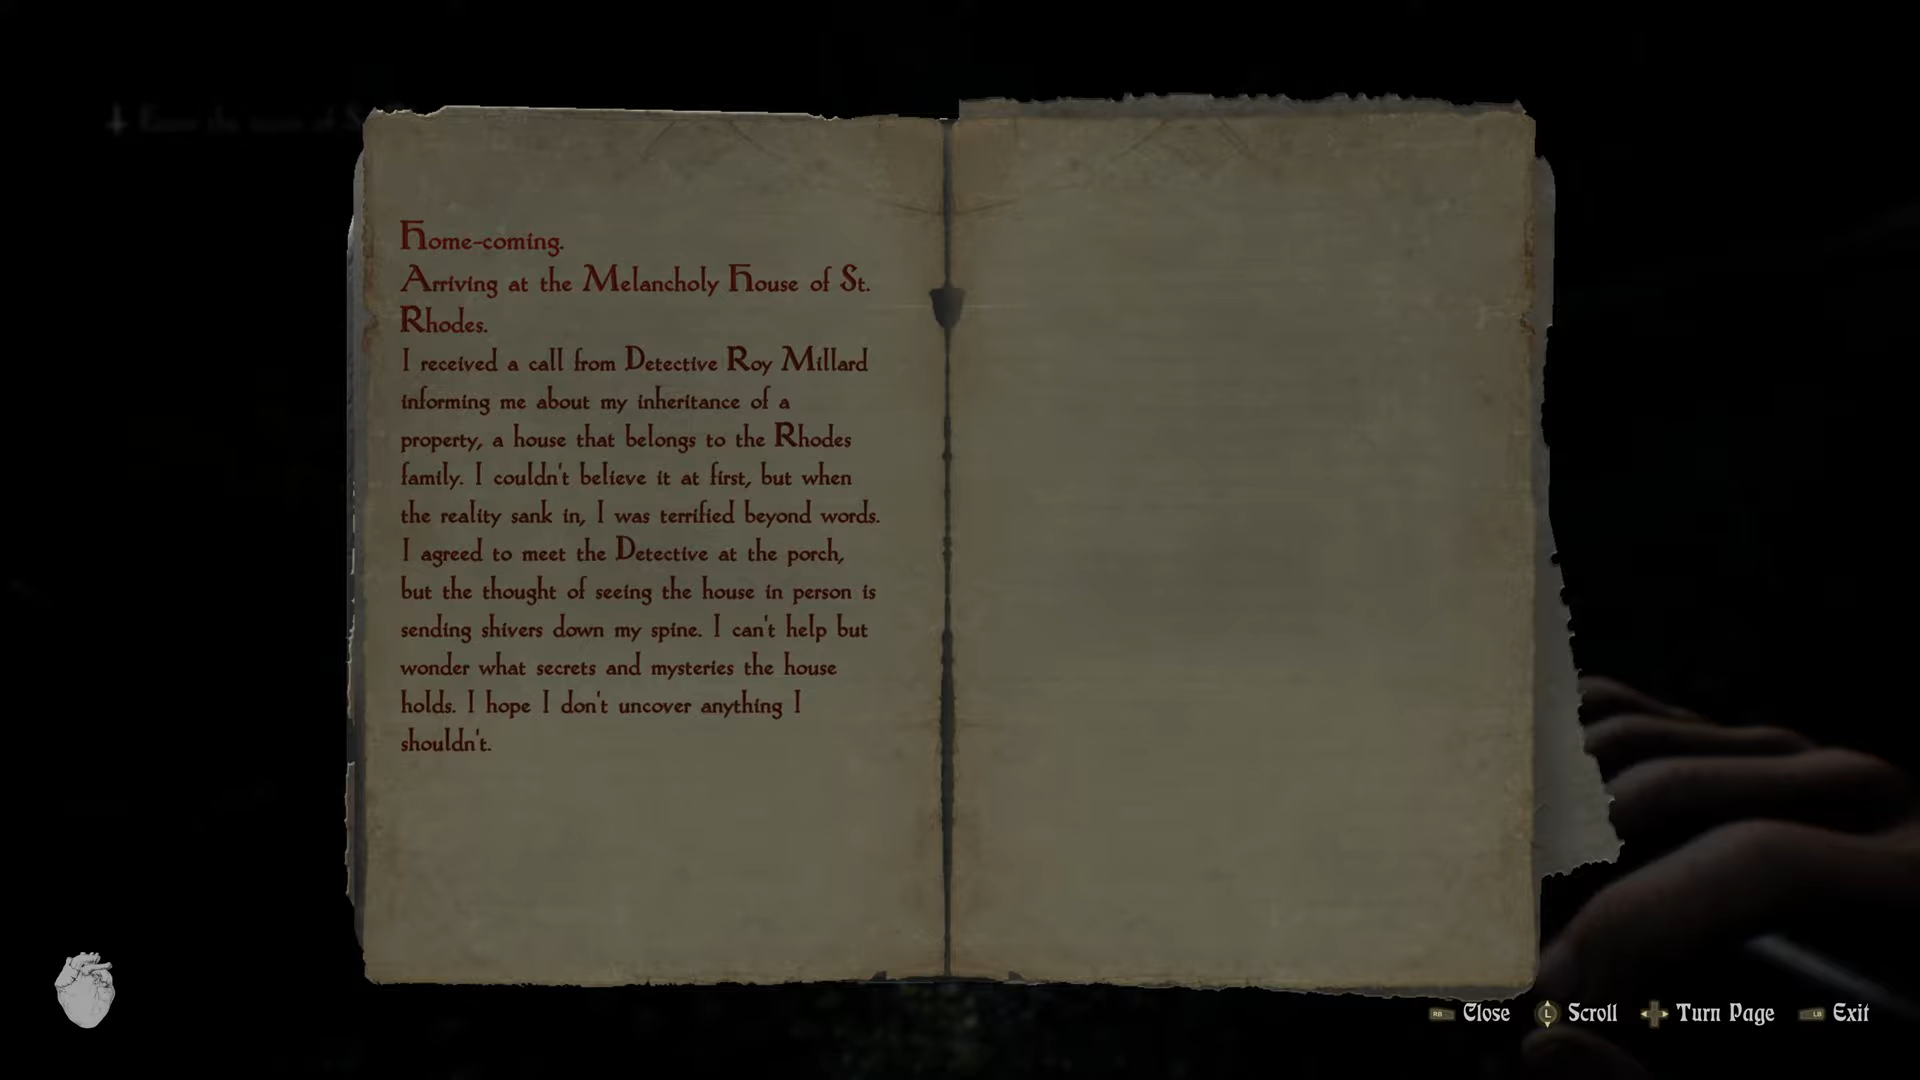 Home-coming.
Arriving at the Melancholy House of St.
Rhodes.
I received a call from Detective Roy Millard
informing me about my inheritance of a
property, a house that belongs to the Rhodes
family. I couldn't believe it at first, but when
the reality sank in, I was terrified beyond words.
I agreed to meet the Detective at the porch,
but the thought of seeing the house in person is
sending shivers down my spine. I can't help but
wonder what secrets and mysteries the house
holds. I hope I don't uncover anything I
shouldn't.
RB Close L Scroll Turn Page LB Exit